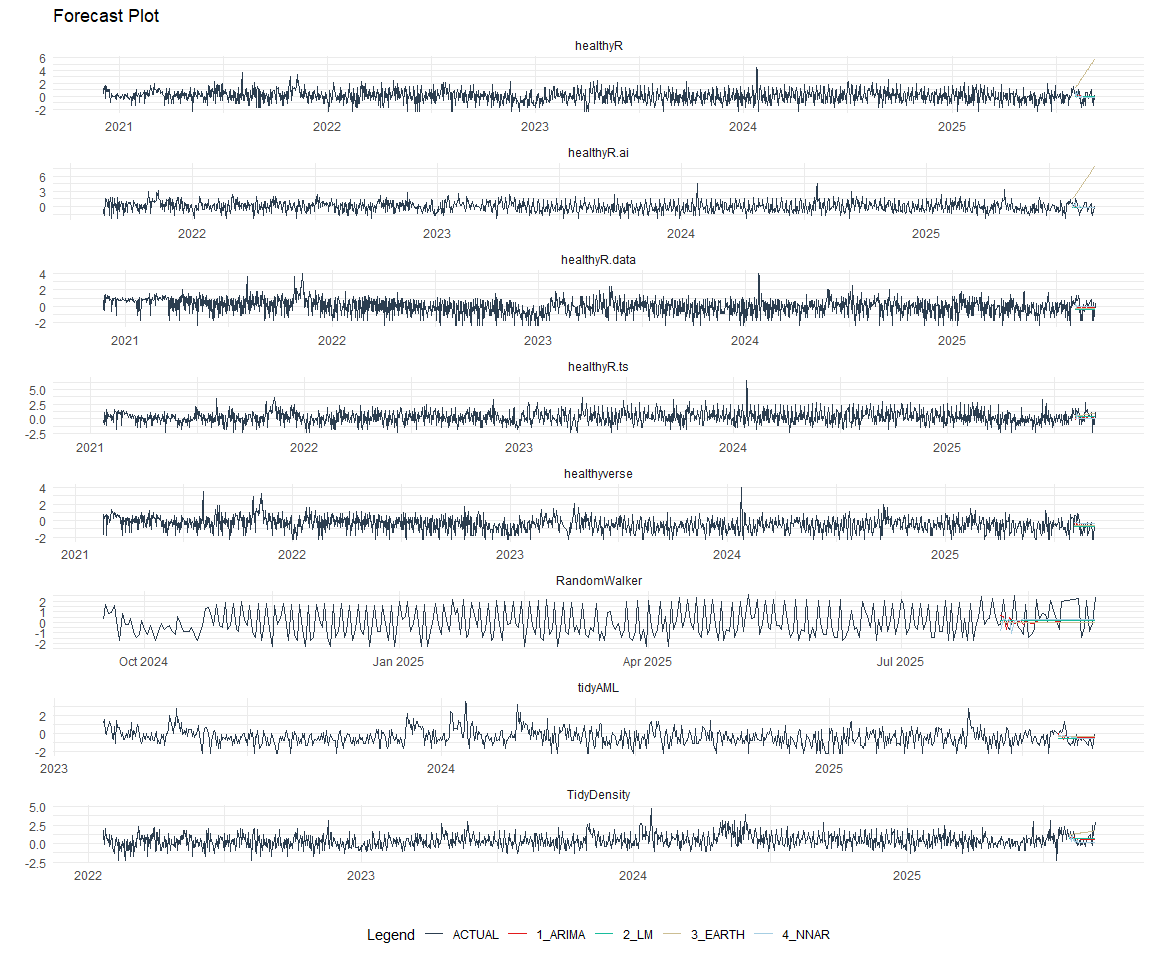 Forecast Plot
healthyR
6
4
2
0
-2
2021 2022 2023 2024 2025
healthyR.ai
6
3
0
2022 2023 2024 2025
healthyR.data
4
2
0
-2
2021 2022 2023 2024 2025
healthyR.ts
5.0
2.5
0.0
-2.5
2021 2022 2023 2024 2025
healthyverse
4
2
0
-2
2021 2022 2023 2024 2025
RandomWalker
2
1
0
-1
-2
Oct 2024 Jan 2025 Apr 2025 Jul 2025
tidyAML
2
0
-2
2023 2024 2025
TidyDensity
5.0
2.5
0.0
-2.5
2022 2023 2024 2025
Legend ACTUAL 1_ARIMA 2_LM 3_EARTH 4_NNAR